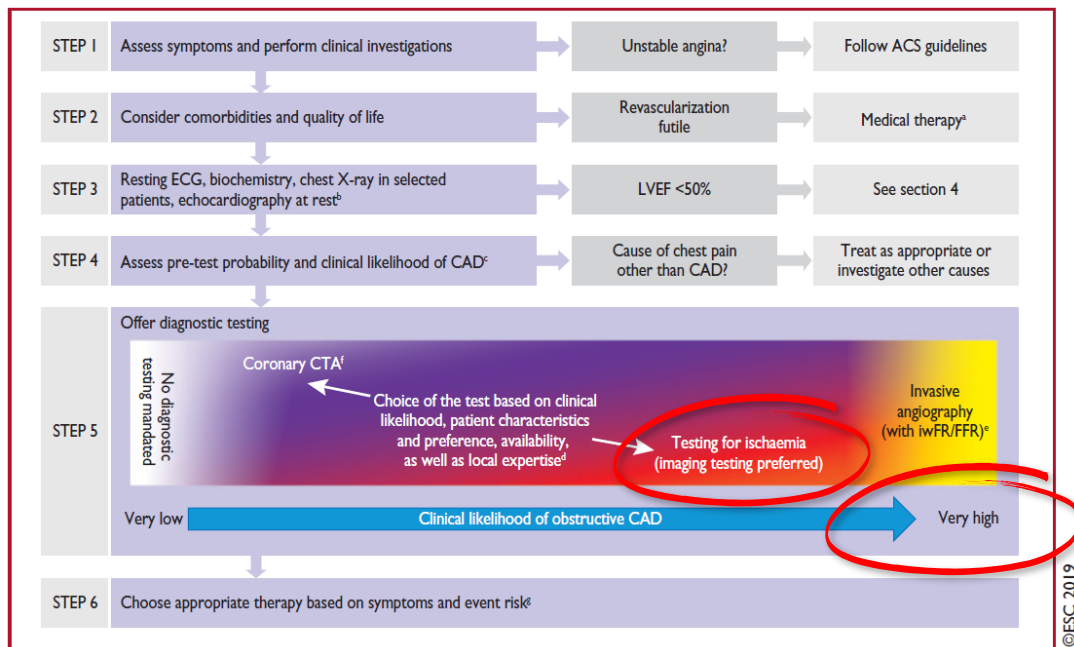 STEP 1
Assess symptoms and perform clinical investigations
Unstable angina?
Follow ACS guidelines
STEP 2
Consider comorbidities and quality of life
Revascularization
futile
Medical therapyᵃ
STEP 3
Resting ECG, biochemistry, chest X-ray in selected
patients, echocardiography at restᵇ
LVEF <50%
See section 4
STEP 4
Assess pre-test probability and clinical likelihood of CADᶜ
Cause of chest pain
other than CAD?
Treat as appropriate or
investigate other causes
STEP 5
Offer diagnostic testing
No diagnostic
testing mandated
Coronary CTAᶠ
Choice of the test based on clinical
likelihood, patient characteristics
and preference, availability,
as well as local expertiseᵈ
Testing for ischaemia
(imaging testing preferred)
Invasive
angiography
(with iwFR/FFR)ᵉ
Very low
Clinical likelihood of obstructive CAD
Very high
STEP 6
Choose appropriate therapy based on symptoms and event riskᵍ
©ESC 2019